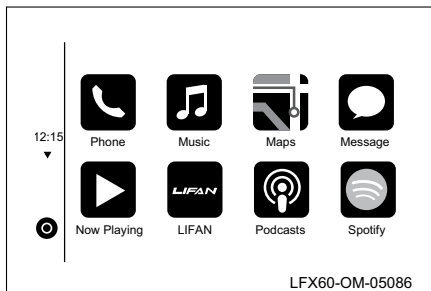 12:15
Phone Music Maps Message
LIFAN
Now Playing LIFAN Podcasts Spotify
LFX60-OM-05086